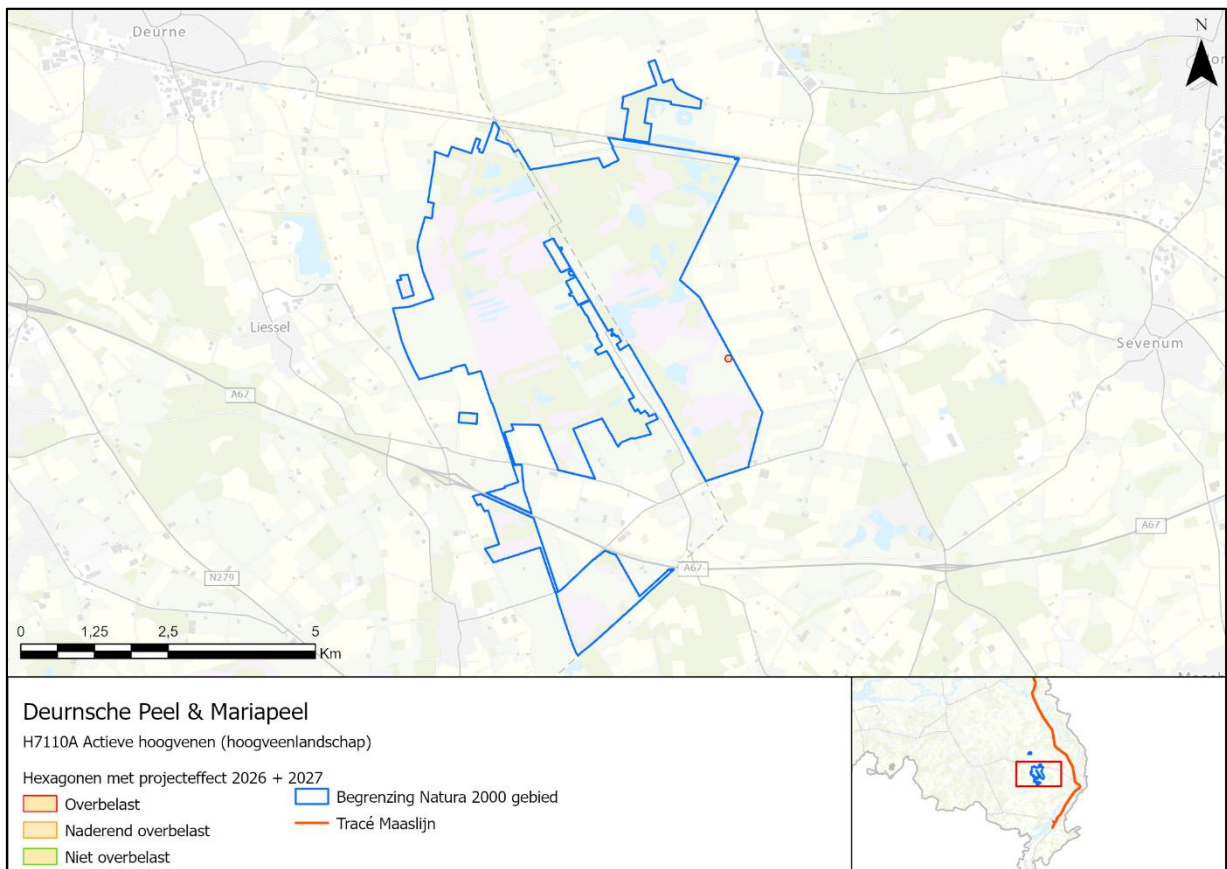 Deurne
N
Liessel
Sevenum
A67
A67
A67
N279
0 1,25 2,5 5
Km
Deurnsche Peel & Mariapeel
H7110A Actieve hoogvenen (hoogveenlandschap)
Hexagonen met projecteffect 2026 + 2027
Overbelast
Naderend overbelast
Niet overbelast
Begrenzing Natura 2000 gebied
Tracé Maaslijn